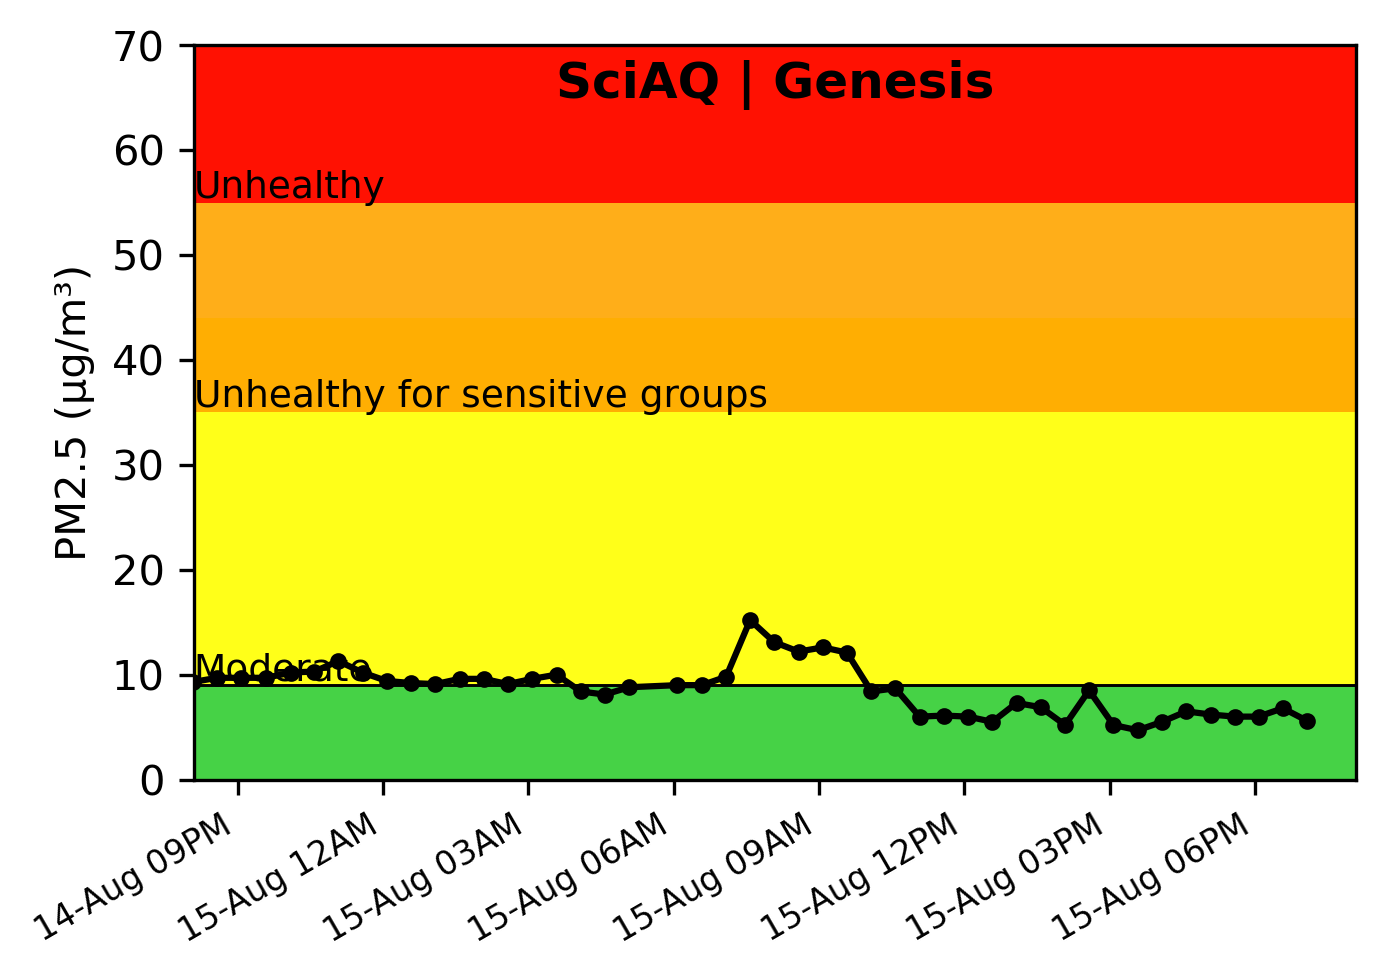 SciAQ | Genesis
70
60
50
40
30
20
10
0
PM2.5 (µg/m³)
Unhealthy
Unhealthy for sensitive groups
Moderate
14-Aug 09PM
15-Aug 12AM
15-Aug 03AM
15-Aug 06AM
15-Aug 09AM
15-Aug 12PM
15-Aug 03PM
15-Aug 06PM